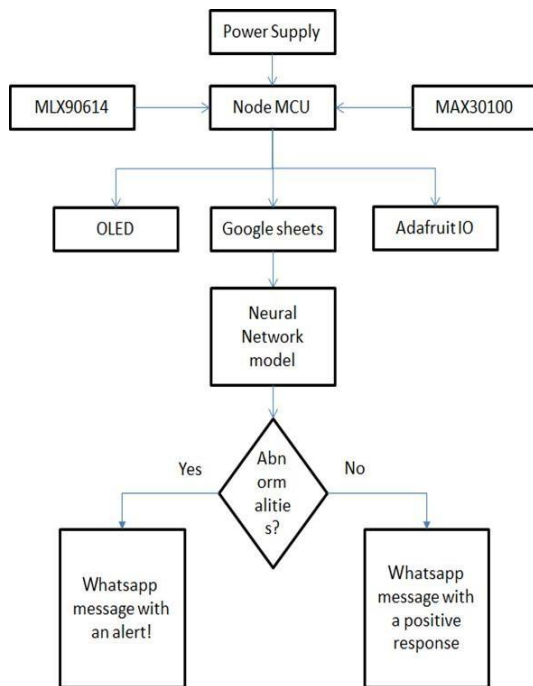 Power Supply
MLX90614
Node MCU
MAX30100
OLED
Google sheets
Adafruit IO
Neural
Network
model
Yes
Abn
orm
alitie
s?
No
Whatsapp
message with
an alert!
Whatsapp
message with
a positive
response